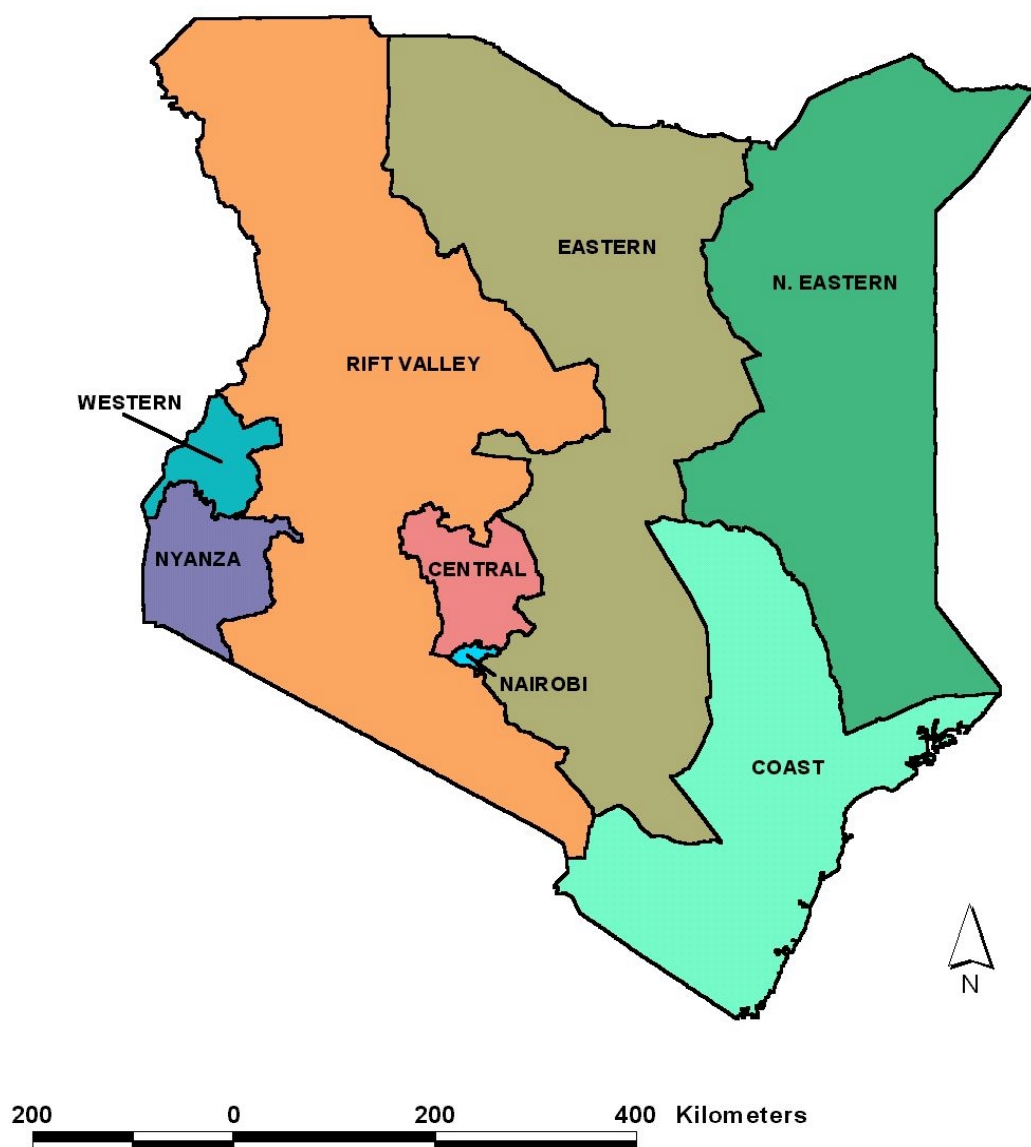 EASTERN
N. EASTERN
RIFT VALLEY
WESTERN
NYANZA
CENTRAL
NAIROBI
COAST
N
200 0 200 400 Kilometers